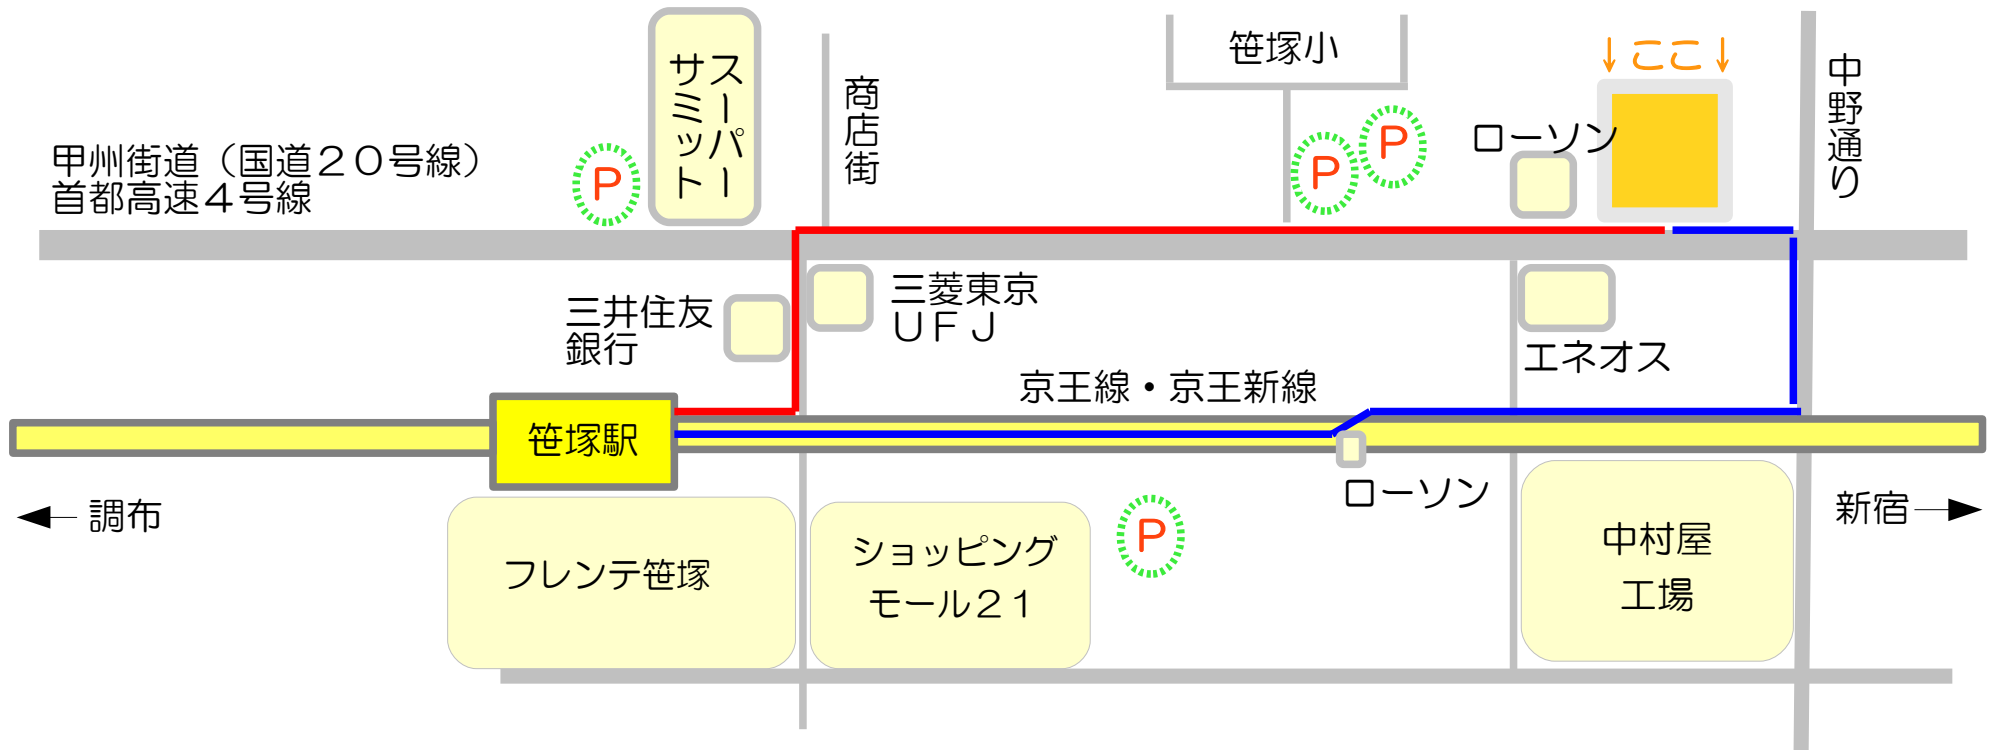 スーパー
サミット
商店街
笹塚小
↓ここ↓
中野通り
甲州街道（国道２０号線）
首都高速４号線
P
P
P
ローソン
三井住友
銀行
三菱東京
ＵＦＪ
エネオス
京王線・京王新線
笹塚駅
ローソン
調布
新宿
フレンテ笹塚
ショッピング
モール２１
P
中村屋
工場